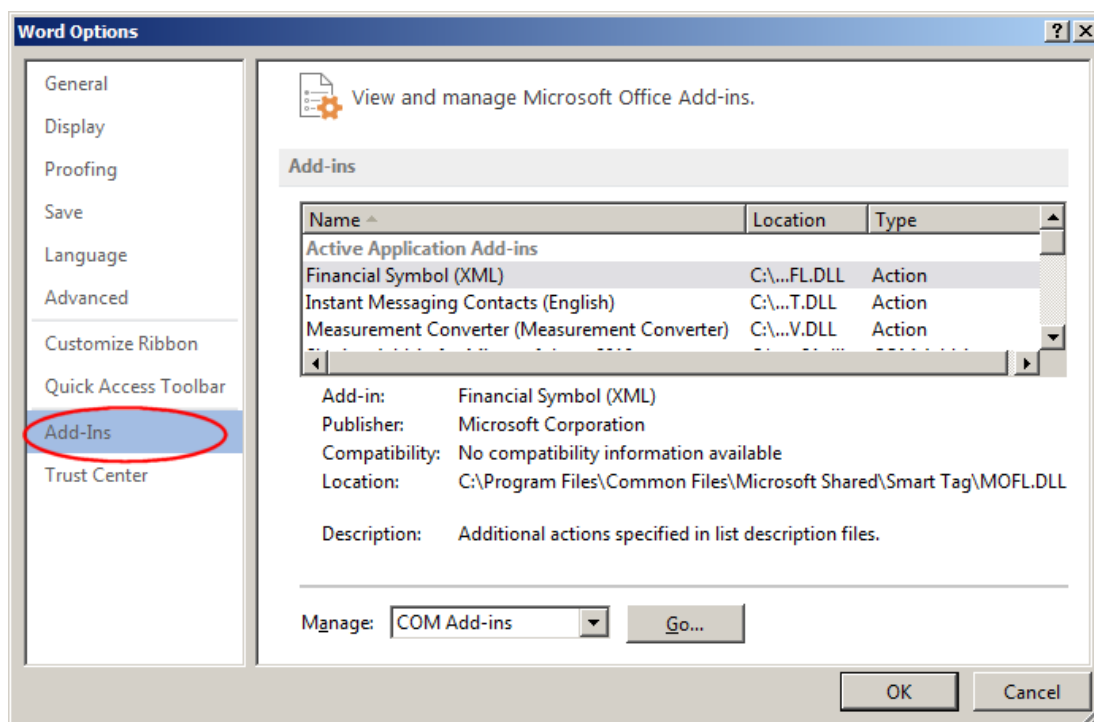 Word Options
General
Display
Proofing
Save
Language
Advanced
Customize Ribbon
Quick Access Toolbar
Add-Ins
Trust Center
View and manage Microsoft Office Add-ins.
Add-ins
Name Location Type
Active Application Add-ins
Financial Symbol (XML) C:\...FL.DLL Action
Instant Messaging Contacts (English) C:\...T.DLL Action
Measurement Converter (Measurement Converter) C:\...V.DLL Action
Add-in: Financial Symbol (XML)
Publisher: Microsoft Corporation
Compatibility: No compatibility information available
Location: C:\Program Files\Common Files\Microsoft Shared\Smart Tag\MOFL.DLL
Description: Additional actions specified in list description files.
Manage: COM Add-ins Go...
OK Cancel